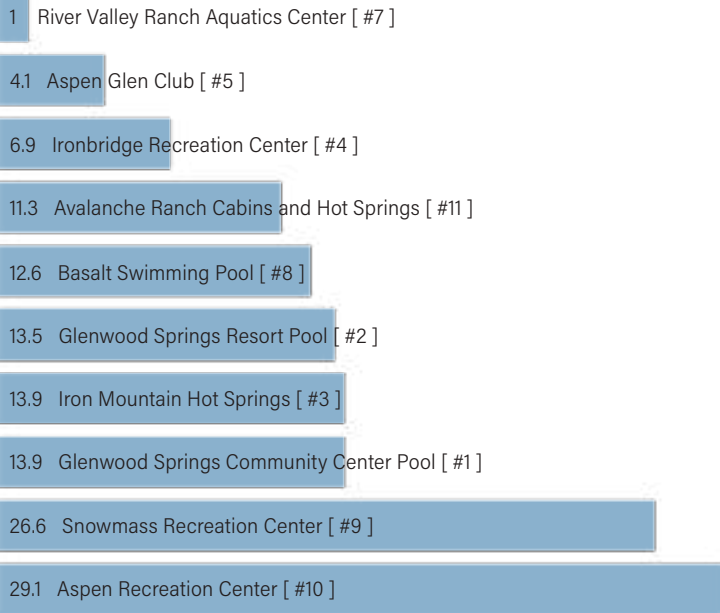 1 River Valley Ranch Aquatics Center [ #7 ]
4.1 Aspen Glen Club [ #5 ]
6.9 Ironbridge Recreation Center [ #4 ]
11.3 Avalanche Ranch Cabins and Hot Springs [ #11 ]
12.6 Basalt Swimming Pool [ #8 ]
13.5 Glenwood Springs Resort Pool [ #2 ]
13.9 Iron Mountain Hot Springs [ #3 ]
13.9 Glenwood Springs Community Center Pool [ #1 ]
26.6 Snowmass Recreation Center [ #9 ]
29.1 Aspen Recreation Center [ #10 ]